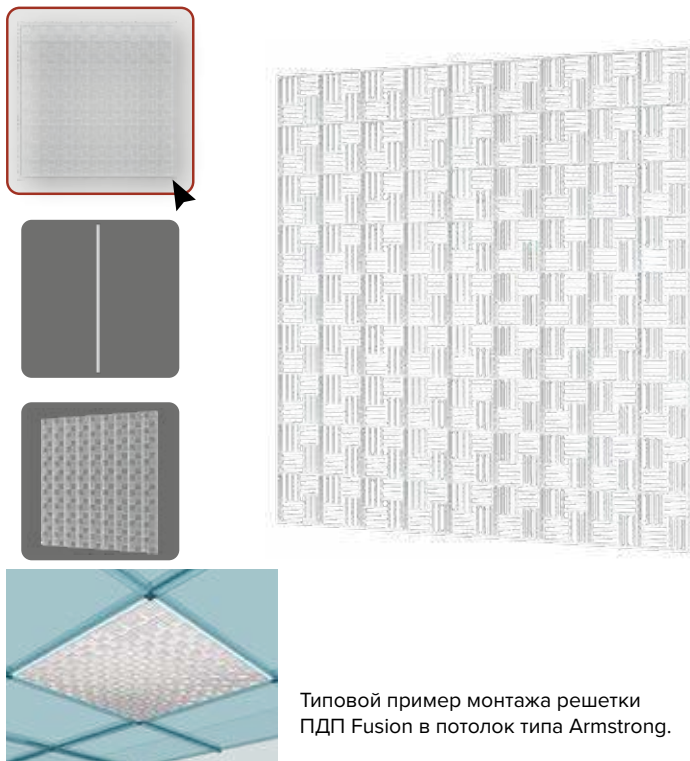 Типовой пример монтажа решетки
ПДП Fusion в потолок типа Armstrong.